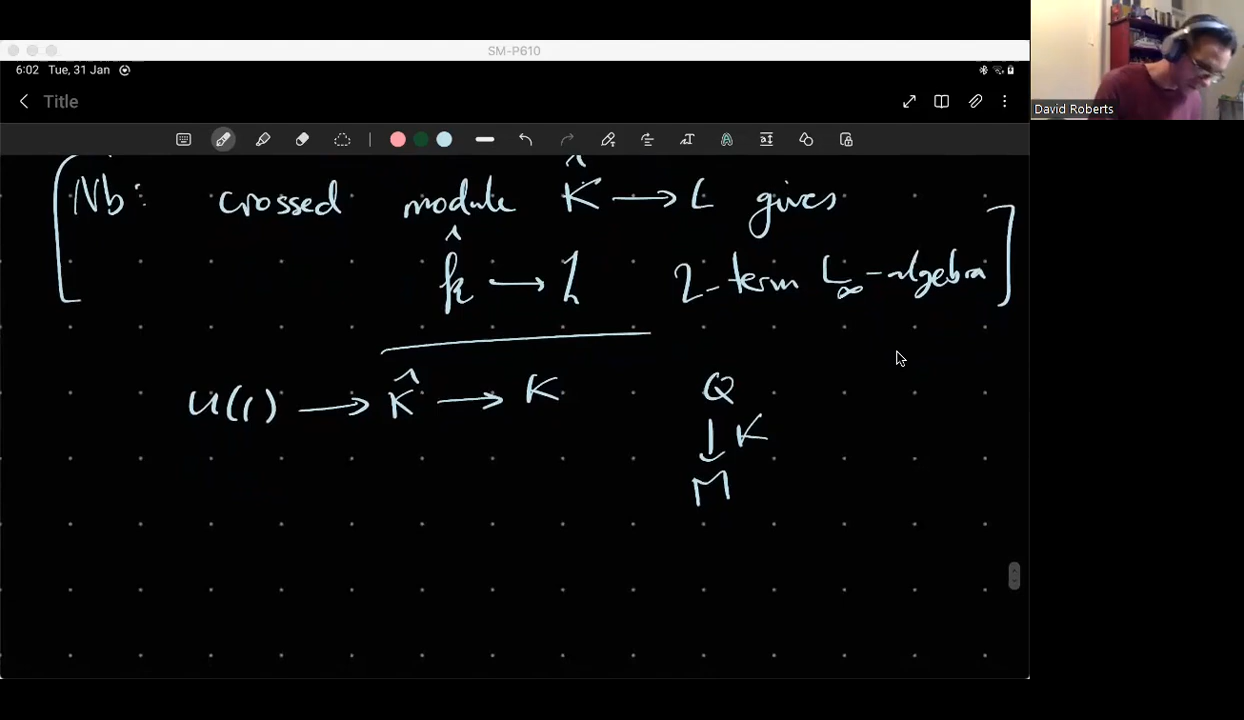 SM-P610
6:02 Tue, 31 Jan
Title
David Roberts
Nb: crossed module K̂ → L gives
k̂ → l 2-term L∞-algebra
U(1) → K̂ → K
Q
↓ K
M